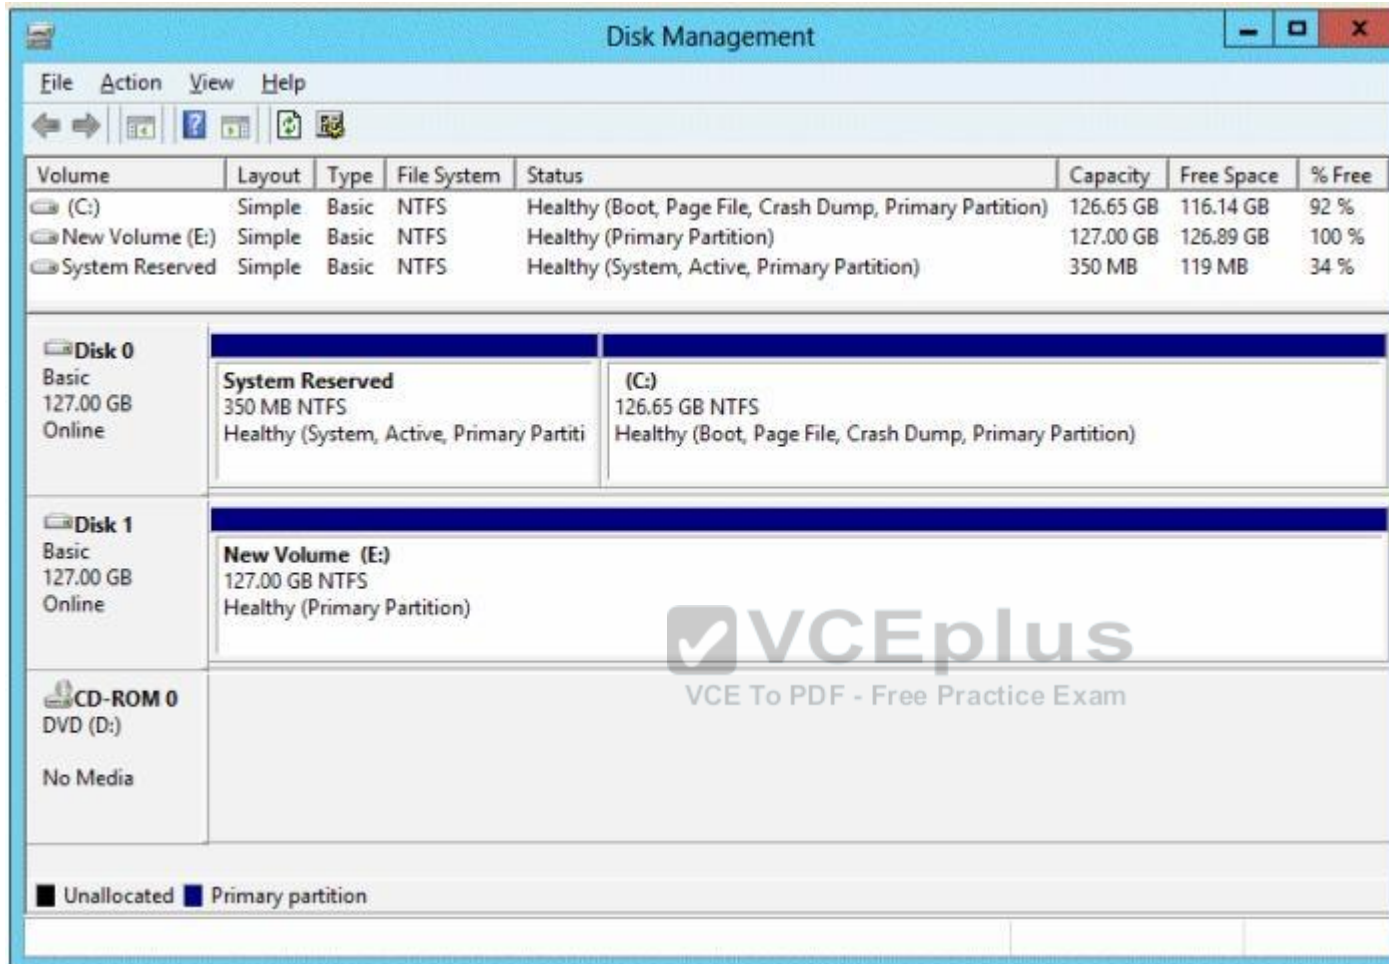 Disk Management
File Action View Help
Volume Layout Type File System Status Capacity Free Space % Free
(C:) Simple Basic NTFS Healthy (Boot, Page File, Crash Dump, Primary Partition) 126.65 GB 116.14 GB 92 %
New Volume (E:) Simple Basic NTFS Healthy (Primary Partition) 127.00 GB 126.89 GB 100 %
System Reserved Simple Basic NTFS Healthy (System, Active, Primary Partition) 350 MB 119 MB 34 %
Disk 0
Basic
127.00 GB
Online
System Reserved
350 MB NTFS
Healthy (System, Active, Primary Partiti
(C:)
126.65 GB NTFS
Healthy (Boot, Page File, Crash Dump, Primary Partition)
Disk 1
Basic
127.00 GB
Online
New Volume (E:)
127.00 GB NTFS
Healthy (Primary Partition)
VCEplus
VCE To PDF - Free Practice Exam
CD-ROM 0
DVD (D:)
No Media
Unallocated Primary partition